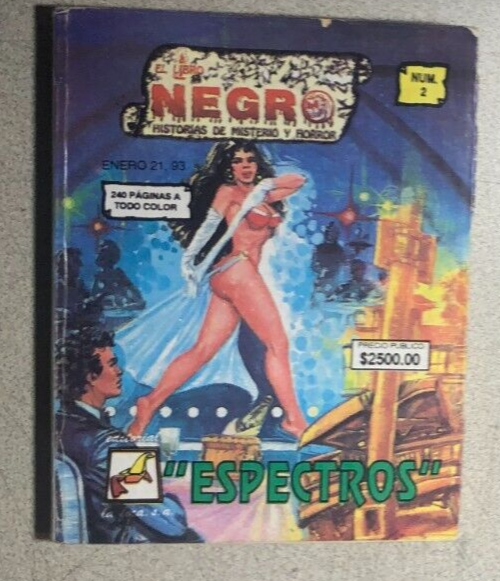 EL LIBRO
NEGRO
HISTORIAS DE MISTERIO Y HORROR
NUM.
2
ENERO 21, 93
240 PÁGINAS A
TODO COLOR
PRECIO PUBLICO
$2500.00
editorial
"ESPECTROS"
s.a.